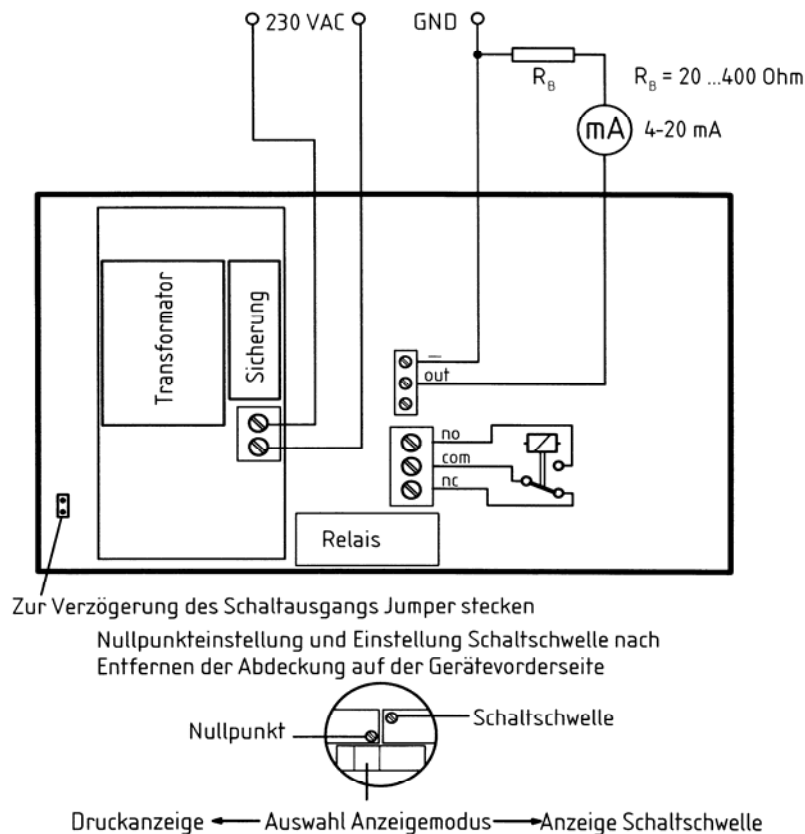 230 VAC
GND
R_B
R_B = 20 ...400 Ohm
mA
4-20 mA
Transformator
Sicherung
—
out
no
com
nc
Relais
Zur Verzögerung des Schaltausgangs Jumper stecken
Nullpunkteinstellung und Einstellung Schaltschwelle nach
Entfernen der Abdeckung auf der Gerätevorderseite
Nullpunkt
Schaltschwelle
Druckanzeige
Auswahl Anzeigemodus
Anzeige Schaltschwelle